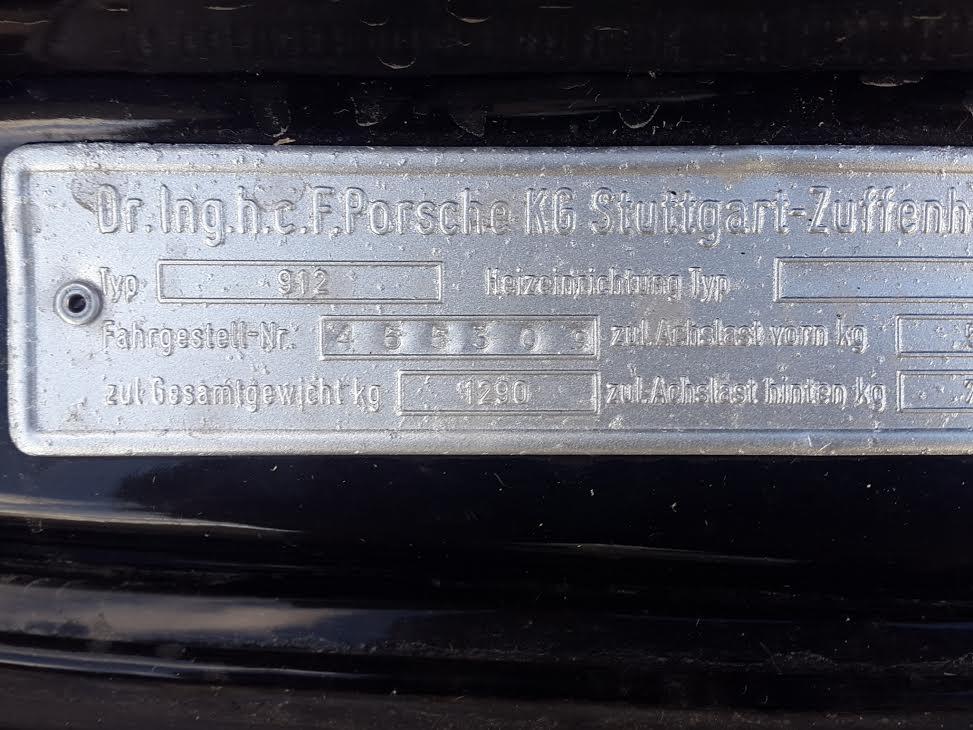 Dr. Ing. h. c. F. Porsche KG Stuttgart-Zuffenh
Typ 912 Heizeinrichtung Typ
Fahrgestell-Nr. zul. Achslast vorn kg
zul. Gesamtgewicht kg 1290 zul. Achslast hinten kg